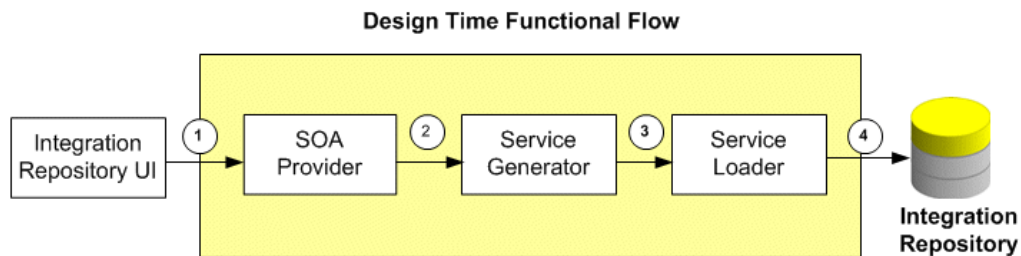 Design Time Functional Flow
1
2
3
4
Integration
Repository UI
SOA
Provider
Service
Generator
Service
Loader
Integration
Repository